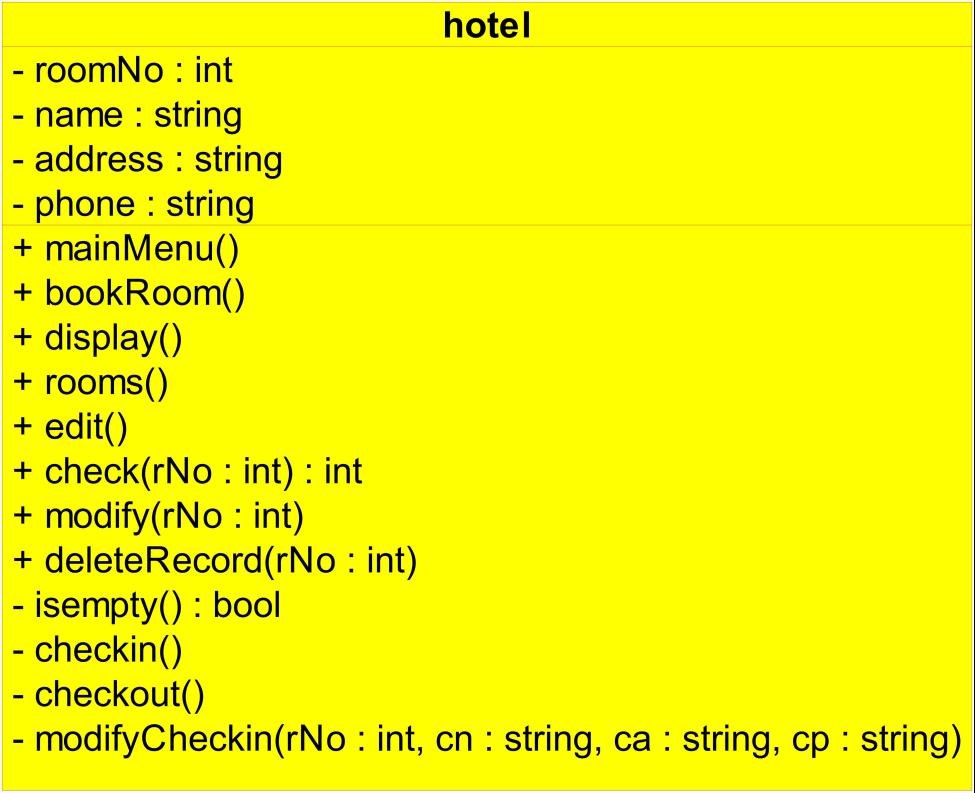 hotel
- roomNo : int
- name : string
- address : string
- phone : string
+ mainMenu()
+ bookRoom()
+ display()
+ rooms()
+ edit()
+ check(rNo : int) : int
+ modify(rNo : int)
+ deleteRecord(rNo : int)
- isempty() : bool
- checkin()
- checkout()
- modifyCheckin(rNo : int, cn : string, ca : string, cp : string)